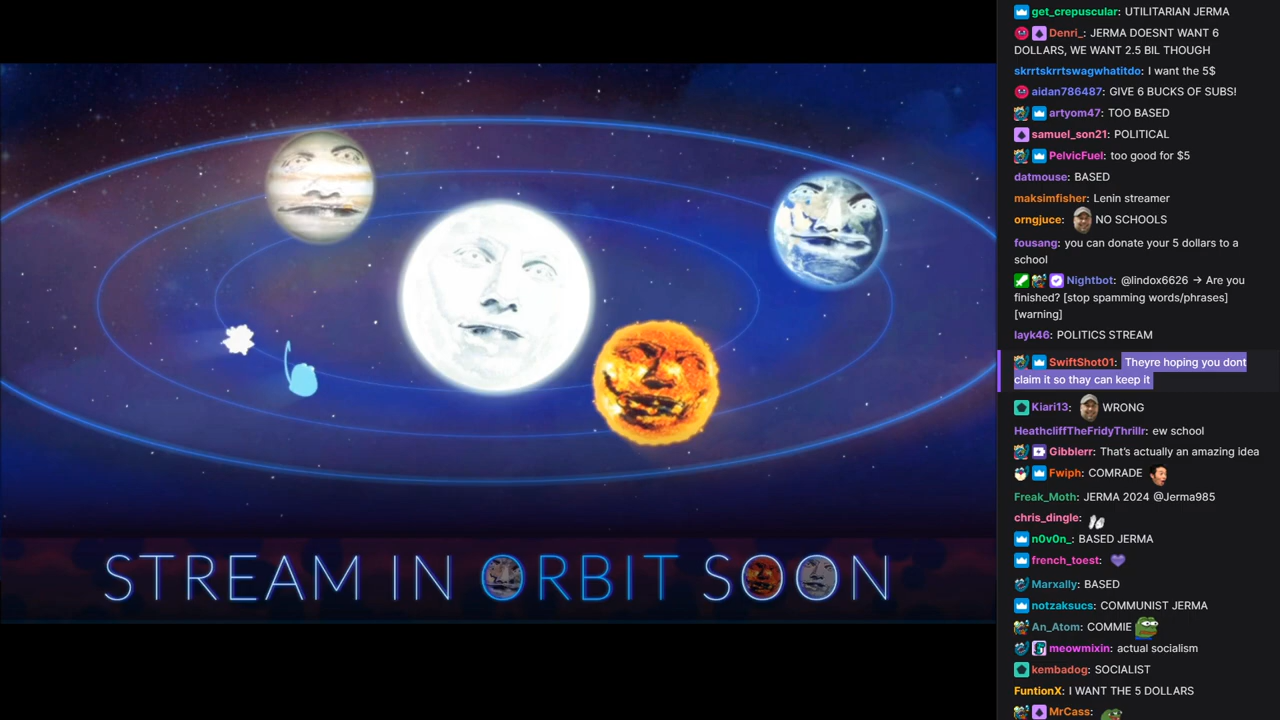 STREAM IN ORBIT SOON
get_crepuscular: UTILITARIAN JERMA
Denri_: JERMA DOESNT WANT 6
DOLLARS, WE WANT 2.5 BIL THOUGH
skrrtskrrtswagwhatitdo: I want the 5$
aidan786487: GIVE 6 BUCKS OF SUBS!
artyom47: TOO BASED
samuel_son21: POLITICAL
PelvicFuel: too good for $5
datmouse: BASED
maksimfisher: Lenin streamer
orngjuce: NO SCHOOLS
fousang: you can donate your 5 dollars to a
school
Nightbot: @lindox6626 → Are you
finished? [stop spamming words/phrases]
[warning]
layk46: POLITICS STREAM
SwiftShot01: Theyre hoping you dont
claim it so thay can keep it
Kiari13: WRONG
HeathcliffTheFridyThrillr: ew school
Gibblerr: That's actually an amazing idea
Fwiph: COMRADE
Freak_Moth: JERMA 2024 @Jerma985
chris_dingle:
n0v0n_: BASED JERMA
french_toest:
Marxally: BASED
notzaksucs: COMMUNIST JERMA
An_Atom: COMMIE
meowmixin: actual socialism
kembadog: SOCIALIST
FuntionX: I WANT THE 5 DOLLARS
MrCass: